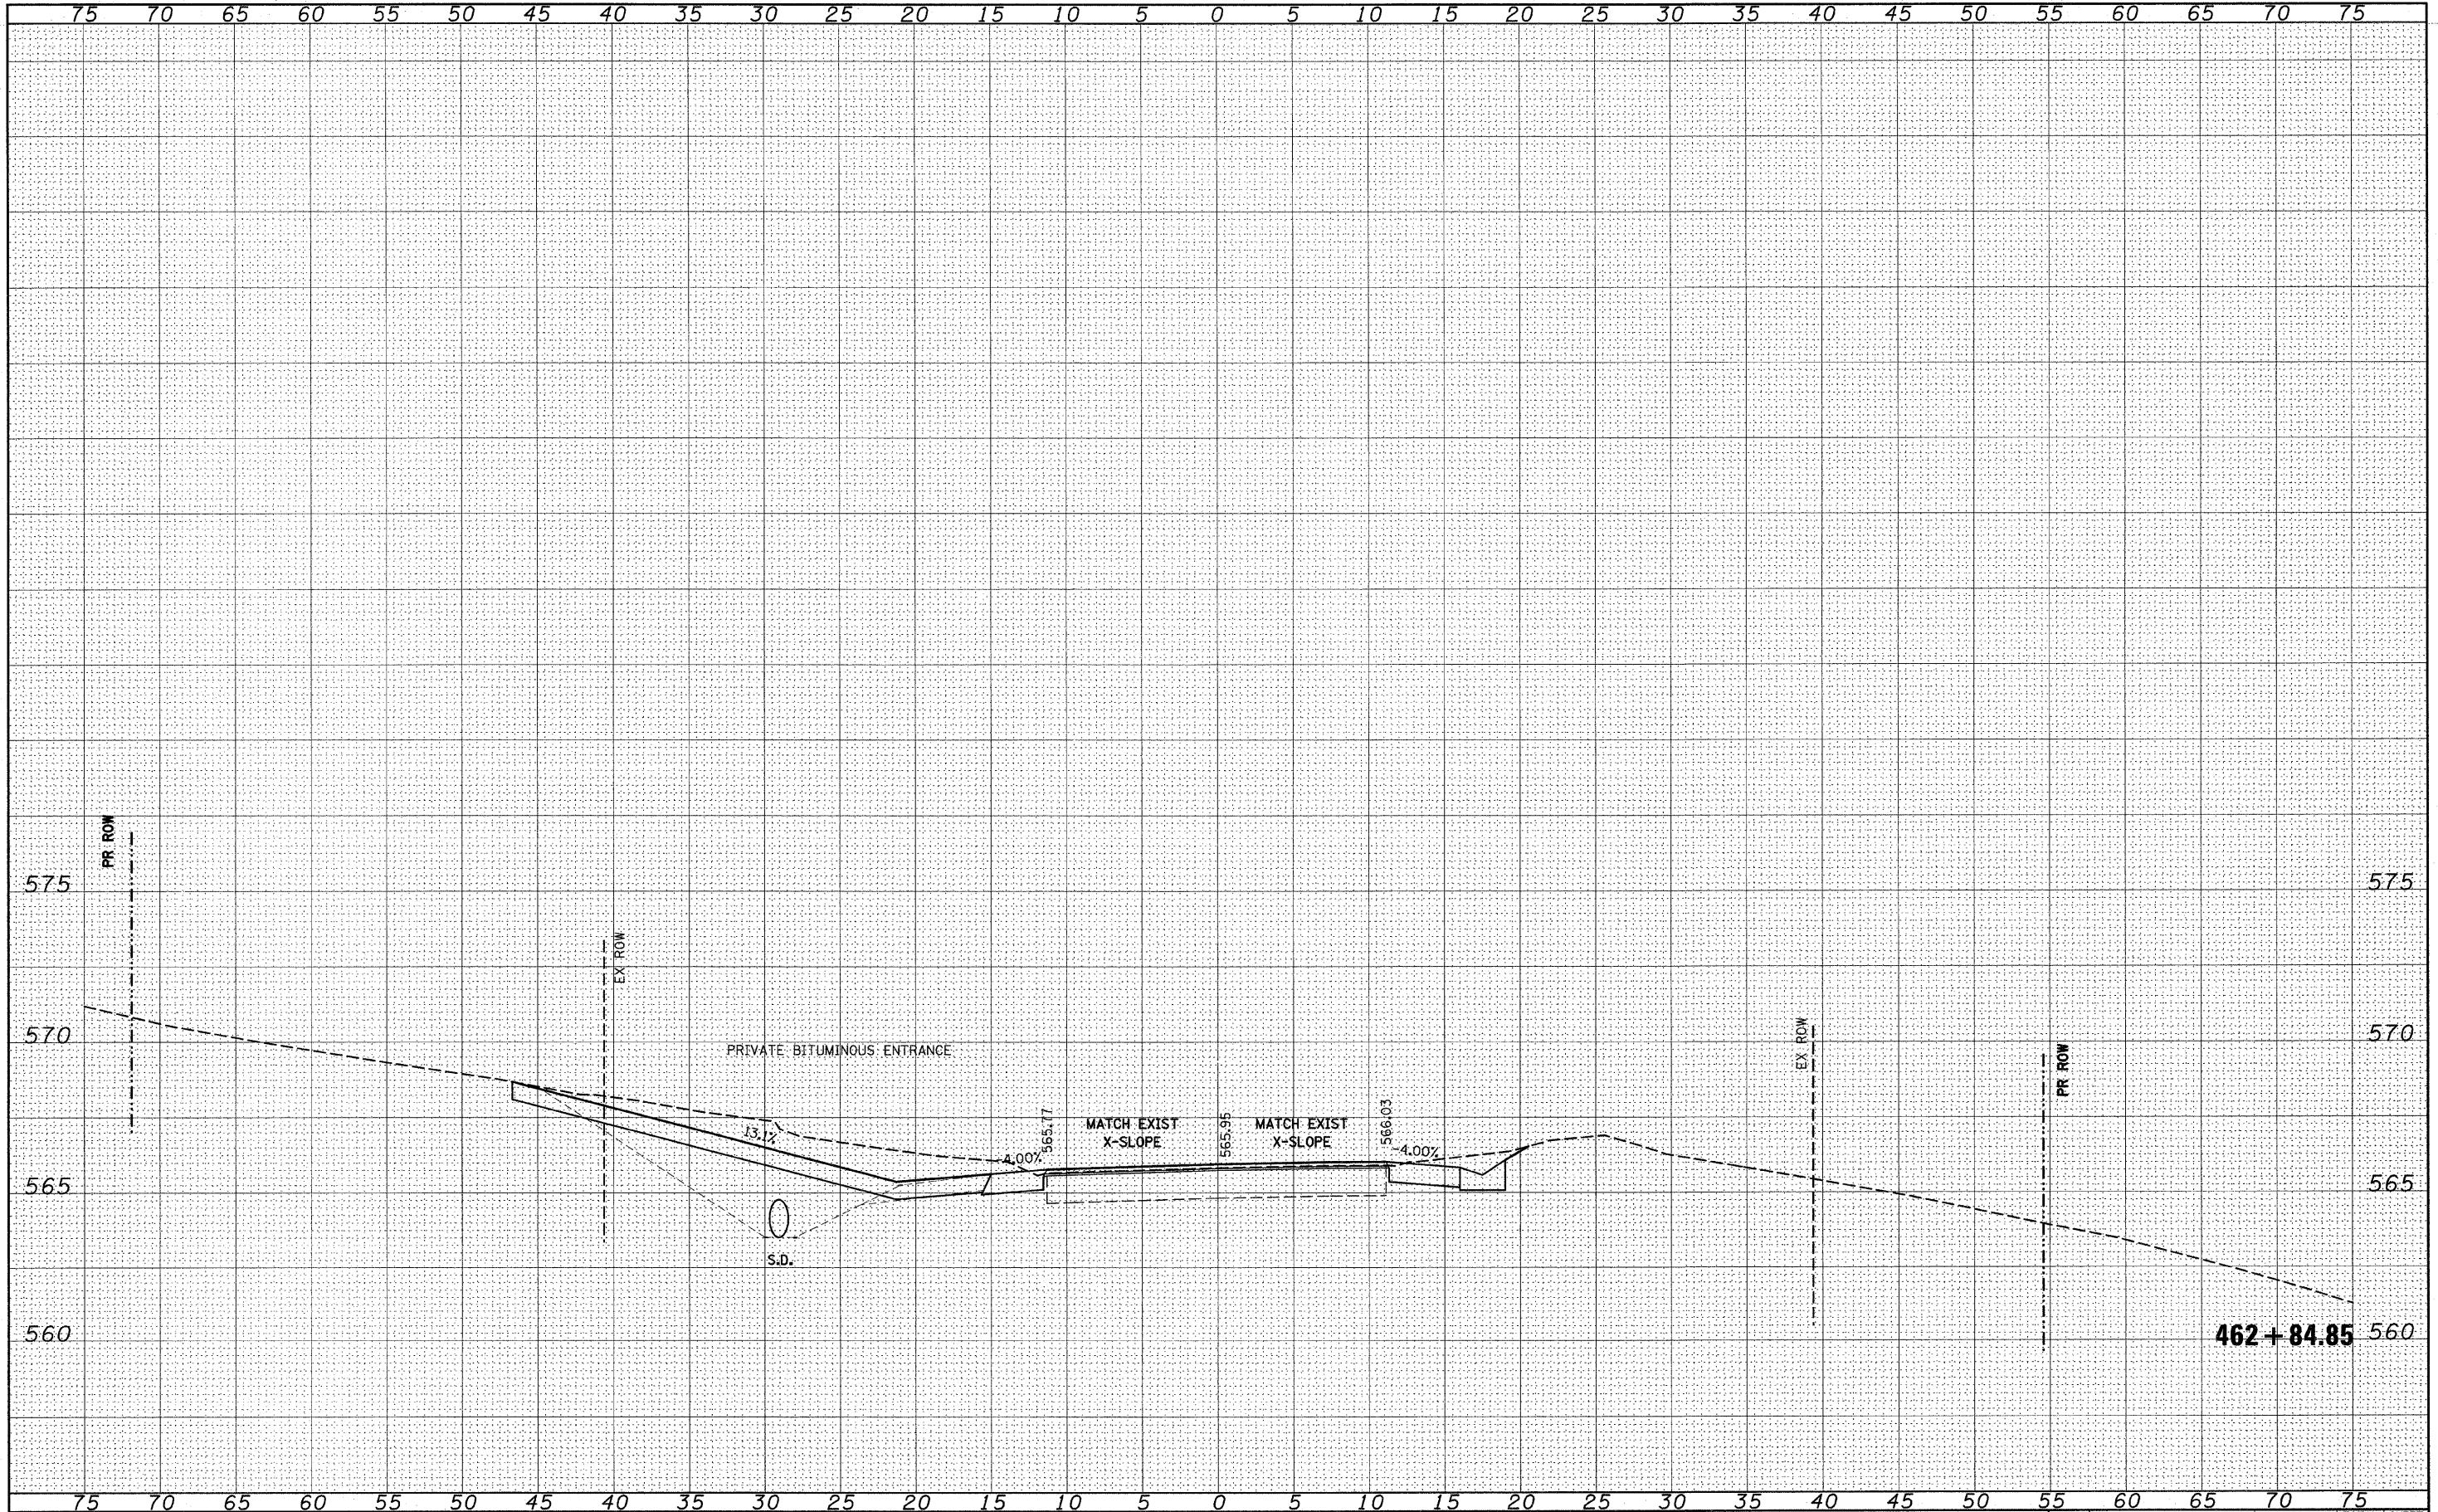 75 70 65 60 55 50 45 40 35 30 25 20 15 10 5 0 5 10 15 20 25 30 35 40 45 50 55 60 65 70 75
PR ROW
575 575
EX ROW
570 570
EX ROW
PR ROW
PRIVATE BITUMINOUS ENTRANCE
565.77
MATCH EXIST
X-SLOPE
565.95
MATCH EXIST
X-SLOPE
566.03
13.1%
-4.00%
-4.00%
565 565
S.D.
560 560
462+84.85
75 70 65 60 55 50 45 40 35 30 25 20 15 10 5 0 5 10 15 20 25 30 35 40 45 50 55 60 65 70 75